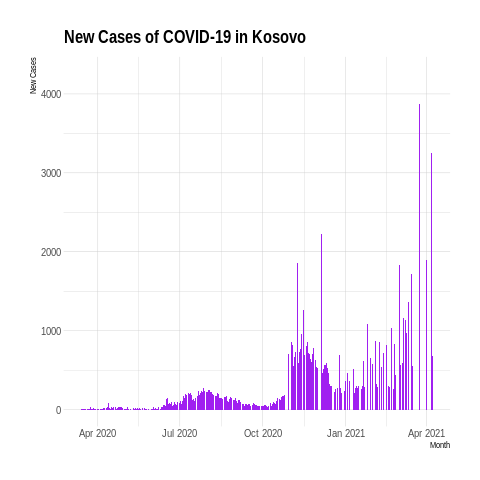 New Cases of COVID-19 in Kosovo
New Cases
4000
3000
2000
1000
0
Apr 2020 Jul 2020 Oct 2020 Jan 2021 Apr 2021
Month